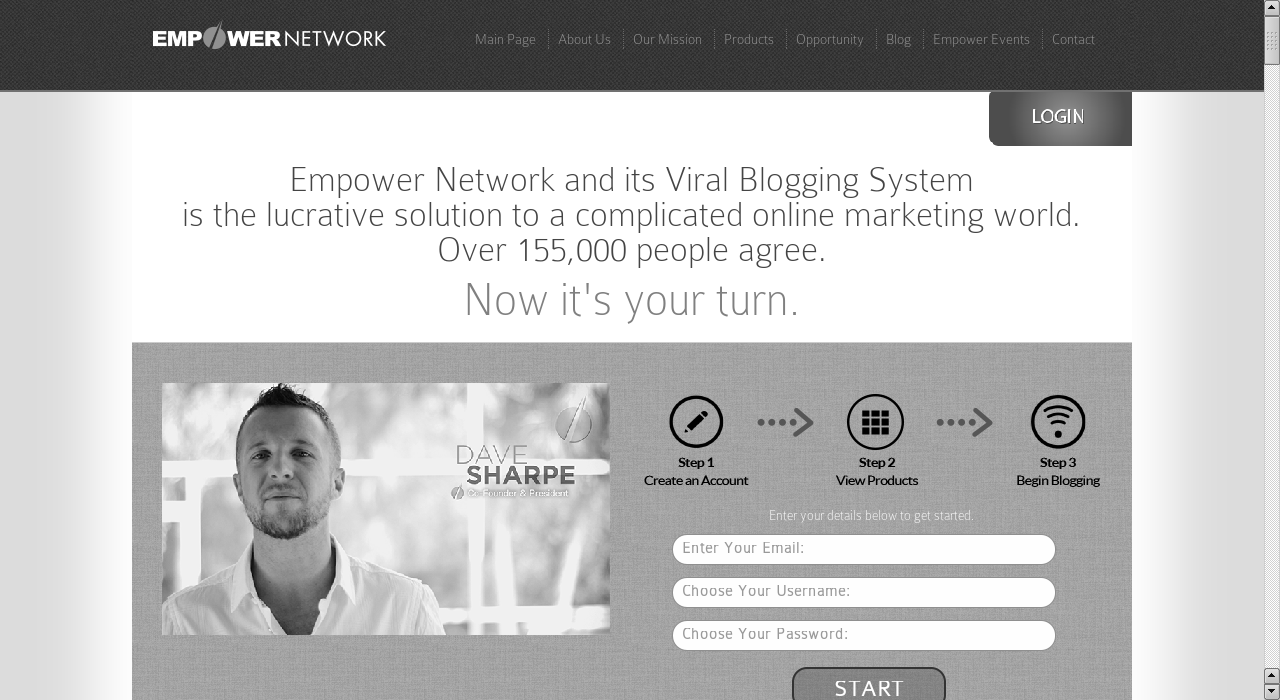 EMPOWER NETWORK
Main Page
About Us
Our Mission
Products
Opportunity
Blog
Empower Events
Contact
LOGIN
Empower Network and its Viral Blogging System
is the lucrative solution to a complicated online marketing world.
Over 155,000 people agree.
Now it's your turn.
DAVE
SHARPE
Co-Founder & President
Step 1
Create an Account
Step 2
View Products
Step 3
Begin Blogging
Enter your details below to get started.
Enter Your Email:
Choose Your Username:
Choose Your Password:
START